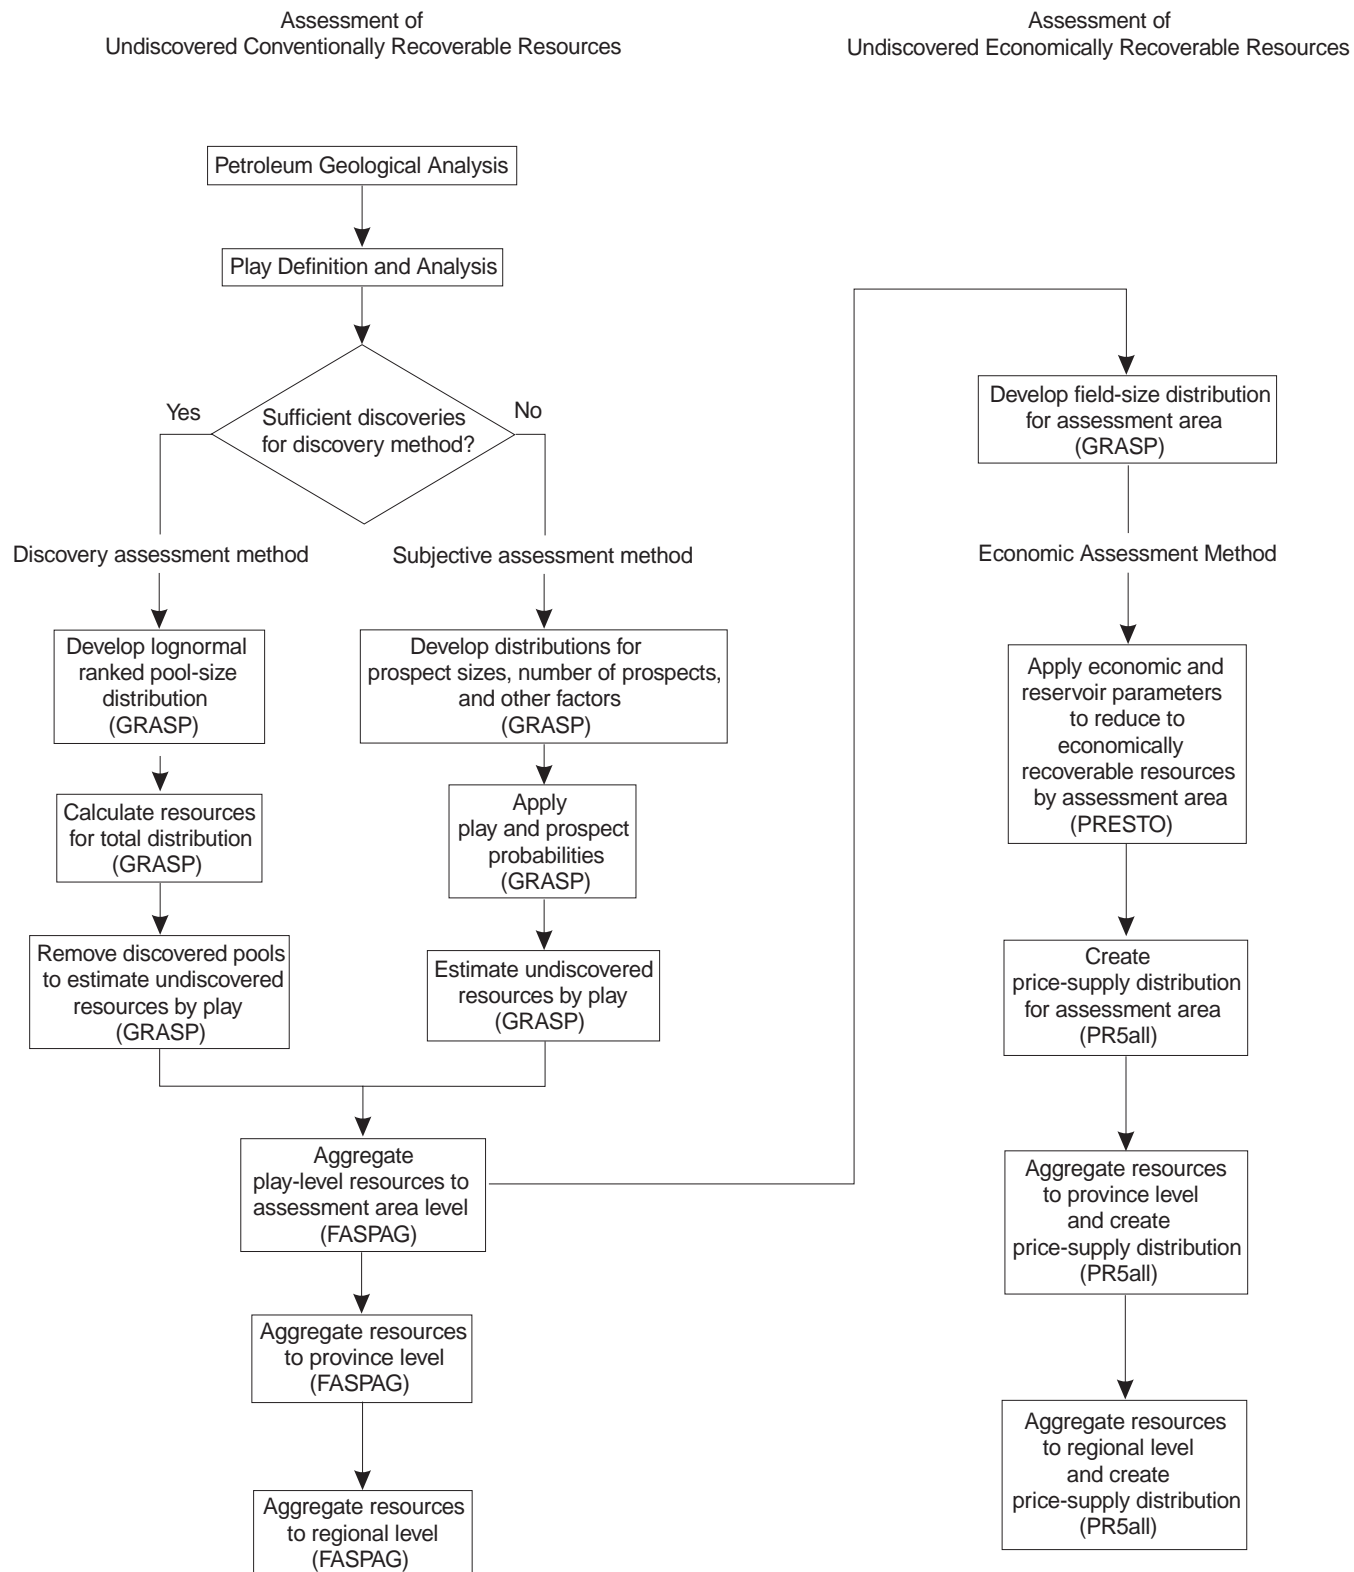 Assessment of
Undiscovered Conventionally Recoverable Resources
Assessment of
Undiscovered Economically Recoverable Resources
Petroleum Geological Analysis
Play Definition and Analysis
Sufficient discoveries
for discovery method?
Yes
No
Discovery assessment method
Develop lognormal
ranked pool-size
distribution
(GRASP)
Calculate resources
for total distribution
(GRASP)
Remove discovered pools
to estimate undiscovered
resources by play
(GRASP)
Subjective assessment method
Develop distributions for
prospect sizes, number of prospects,
and other factors
(GRASP)
Apply
play and prospect
probabilities
(GRASP)
Estimate undiscovered
resources by play
(GRASP)
Aggregate
play-level resources to
assessment area level
(FASPAG)
Aggregate resources
to province level
(FASPAG)
Aggregate resources
to regional level
(FASPAG)
Develop field-size distribution
for assessment area
(GRASP)
Economic Assessment Method
Apply economic and
reservoir parameters
to reduce to
economically
recoverable resources
by assessment area
(PRESTO)
Create
price-supply distribution
for assessment area
(PR5all)
Aggregate resources
to province level
and create
price-supply distribution
(PR5all)
Aggregate resources
to regional level
and create
price-supply distribution
(PR5all)